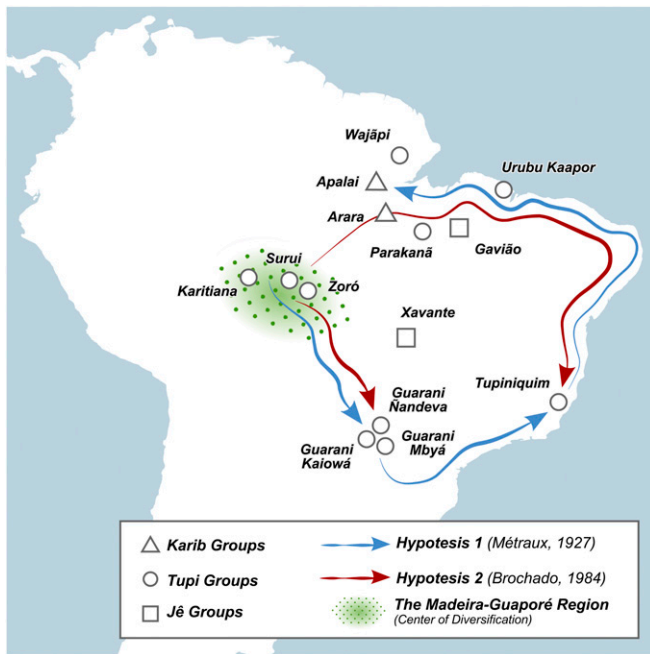 Wajãpi
Urubu Kaapor
Apalai
Arara
Parakanã
Gavião
Surui
Karitiana
Zoró
Xavante
Tupiniquim
Guarani
Ñandeva
Guarani
Kaiowá
Guarani
Mbyá
Karib Groups
Hypotesis 1 (Métraux, 1927)
Tupi Groups
Hypotesis 2 (Brochado, 1984)
Jê Groups
The Madeira-Guaporé Region
(Center of Diversification)